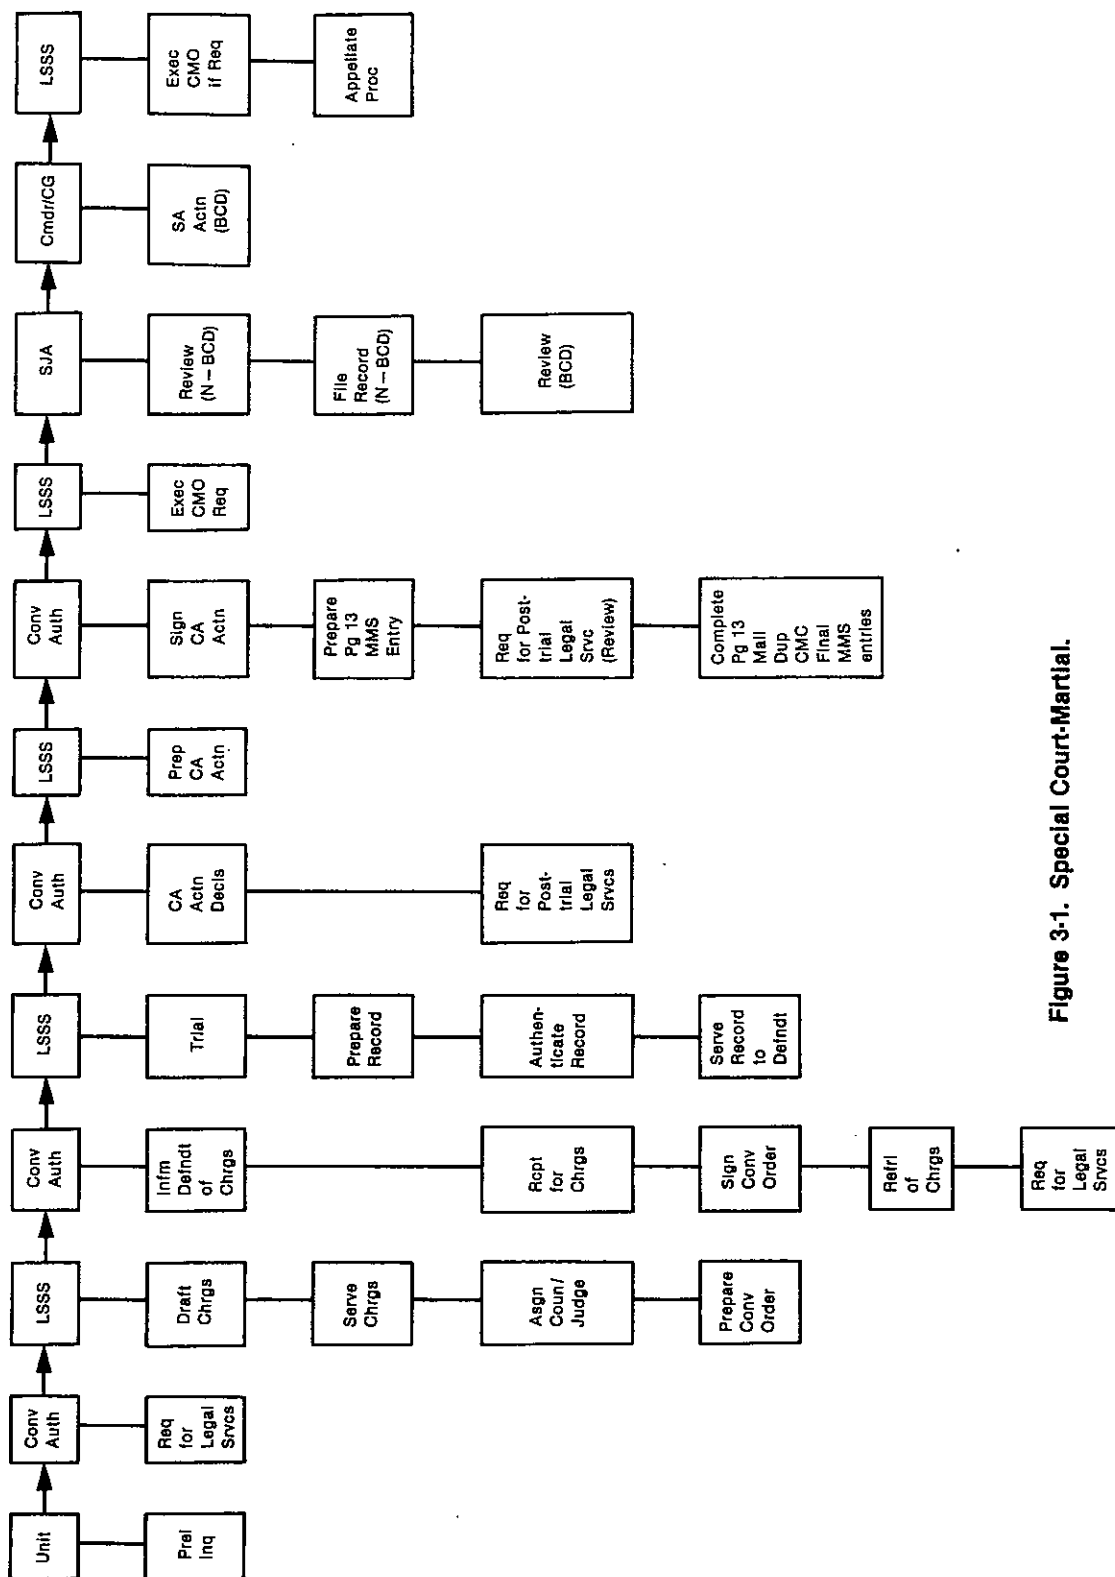 Unit
Prel
Inq
Conv
Auth
Req
for
Legal
Srvcs
LSSS
Draft
Chrgs
Serve
Chrgs
Asgn
Coun/
Judge
Prepare
Conv
Order
Conv
Auth
Infm
Defndt
of
Chrgs
Rcpt
for
Chrgs
Sign
Conv
Order
Refrl
of
Chrgs
Req
for
Legal
Srvcs
LSSS
Trial
Prepare
Record
Authen-
ticate
Record
Serve
Record
to
Defndt
Conv
Auth
CA
Actn
Decis
Req
for
Post-
trial
Legal
Srvcs
LSSS
Prep
CA
Actn
Conv
Auth
Sign
CA
Actn
Prepare
Pg 13
MMS
Entry
Req
for Post-
trial
Legal
Srvc
(Review)
Complete
Pg 13
Mail
Dup
CMC
Final
MMS
entries
LSSS
Exec
CMO
Req
SJA
Review
(N – BCD)
File
Record
(N – BCD)
Review
(BCD)
Cmdr/CG
SA
Actn
(BCD)
LSSS
Exec
CMO
if Req
Appellate
Proc
Figure 3-1. Special Court-Martial.